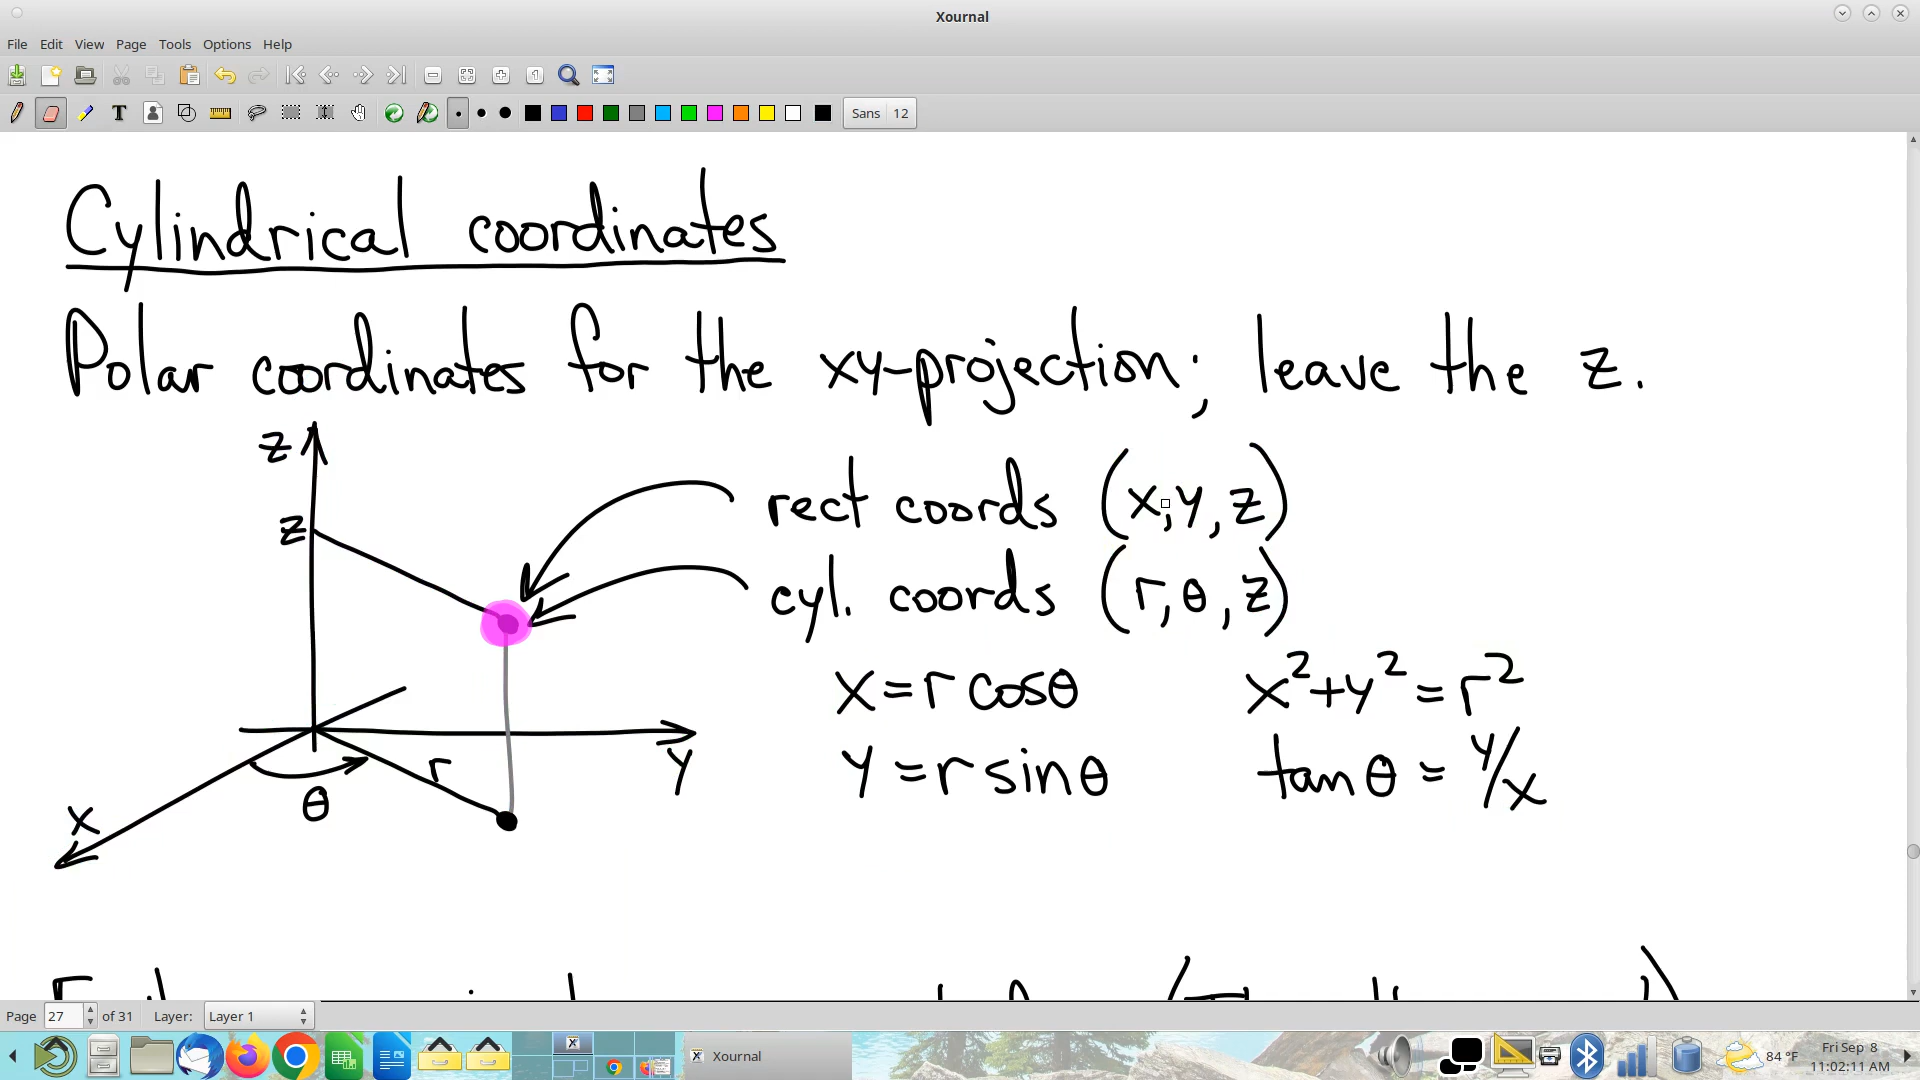 Xournal
File Edit View Page Tools Options Help
Sans 12
Cylindrical coordinates
Polar coordinates for the xy-projection; leave the z.
z
rect coords (x,y,z)
z
cyl. coords (r,θ,z)
x=r cosθ x²+y²=r²
y=r sinθ tanθ = y/x
r
y
θ
x
Page 27 of 31 Layer: Layer 1
Xournal
84 °F
Fri Sep 8
11:02:11 AM